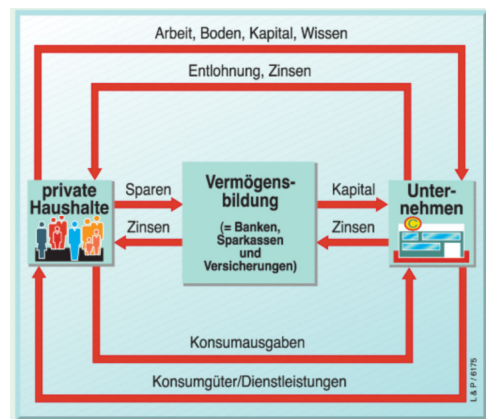 Arbeit, Boden, Kapital, Wissen
Entlohnung, Zinsen
private
Haushalte
Sparen
Zinsen
Vermögens-
bildung
(= Banken,
Sparkassen
und
Versicherungen)
Kapital
Zinsen
Unter-
nehmen
C
Konsumausgaben
Konsumgüter/Dienstleistungen
L & P / 6175